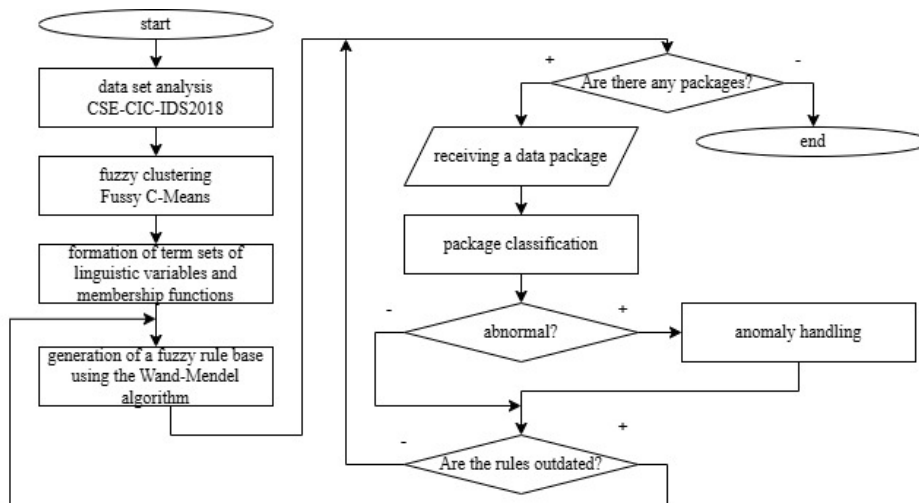 start
data set analysis
CSE-CIC-IDS2018
fuzzy clustering
Fussy C-Means
formation of term sets of
linguistic variables and
membership functions
generation of a fuzzy rule base
using the Wand-Mendel
algorithm
+
-
Are there any packages?
end
receiving a data package
package classification
-
+
abnormal?
anomaly handling
-
+
Are the rules outdated?